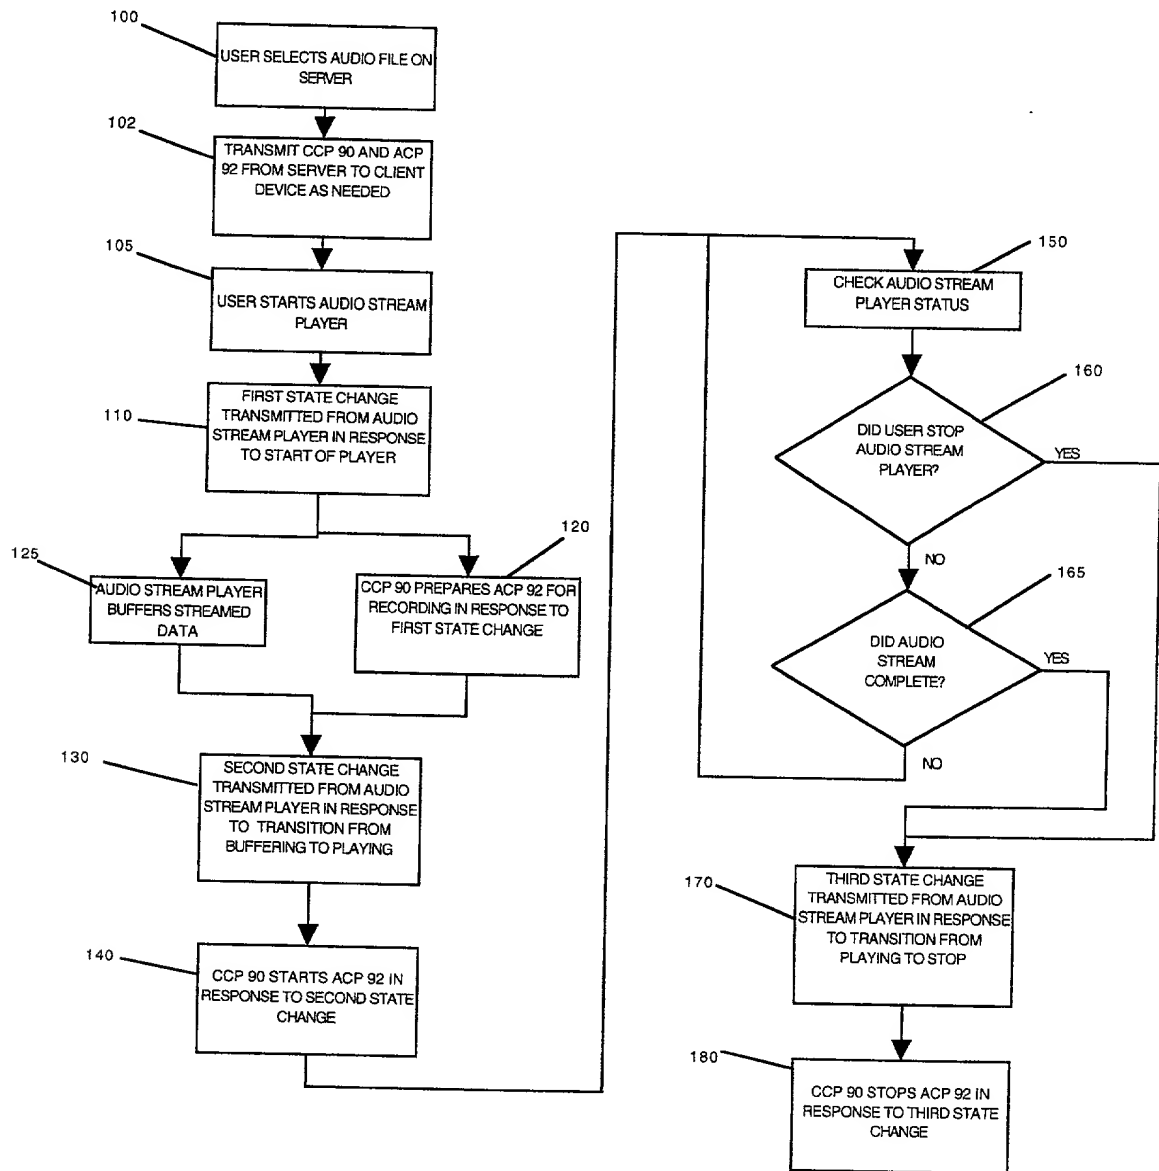 100
USER SELECTS AUDIO FILE ON
SERVER
102
TRANSMIT CCP 90 AND ACP
92 FROM SERVER TO CLIENT
DEVICE AS NEEDED
105
USER STARTS AUDIO STREAM
PLAYER
110
FIRST STATE CHANGE
TRANSMITTED FROM AUDIO
STREAM PLAYER IN RESPONSE
TO START OF PLAYER
125
AUDIO STREAM PLAYER
BUFFERS STREAMED
DATA
120
CCP 90 PREPARES ACP 92 FOR
RECORDING IN RESPONSE TO
FIRST STATE CHANGE
130
SECOND STATE CHANGE
TRANSMITTED FROM AUDIO
STREAM PLAYER IN RESPONSE
TO TRANSITION FROM
BUFFERING TO PLAYING
140
CCP 90 STARTS ACP 92 IN
RESPONSE TO SECOND STATE
CHANGE
150
CHECK AUDIO STREAM
PLAYER STATUS
160
DID USER STOP
AUDIO STREAM
PLAYER?
YES
NO
165
DID AUDIO
STREAM
COMPLETE?
YES
NO
170
THIRD STATE CHANGE
TRANSMITTED FROM AUDIO
STREAM PLAYER IN RESPONSE
TO TRANSITION FROM
PLAYING TO STOP
180
CCP 90 STOPS ACP 92 IN
RESPONSE TO THIRD STATE
CHANGE